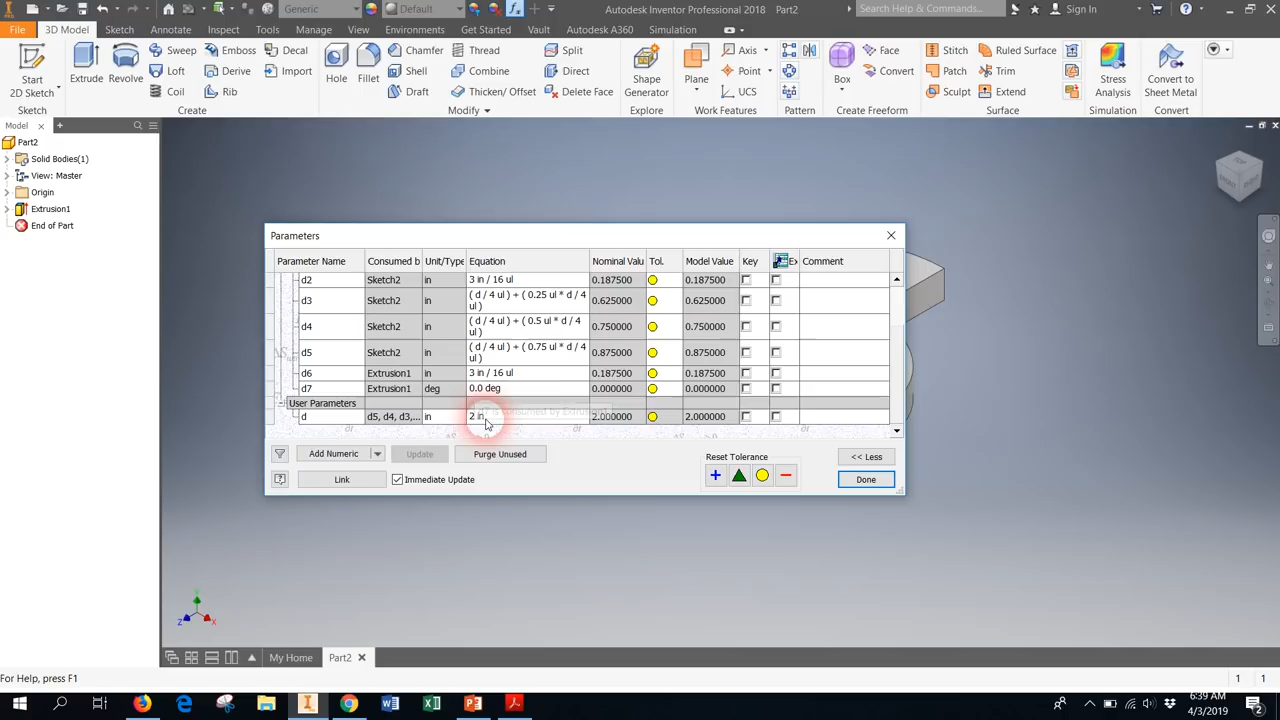 Generic
Default
Autodesk Inventor Professional 2018 Part2
Search Help & Commands...
Sign In
File 3D Model Sketch Annotate Inspect Tools Manage View Environments Get Started Vault Autodesk A360 Simulation
Start
2D Sketch
Extrude
Revolve
Sweep
Loft
Coil
Emboss
Derive
Rib
Decal
Import
Hole
Fillet
Chamfer
Shell
Draft
Thread
Combine
Thicken/ Offset
Split
Direct
Delete Face
Shape
Generator
Plane
Axis
Point
UCS
Box
Face
Convert
Stitch
Patch
Sculpt
Ruled Surface
Trim
Extend
Stress
Analysis
Convert to
Sheet Metal
Sketch Create Modify Explore Work Features Pattern Create Freeform Surface Simulation Convert
Model
Part2
Solid Bodies(1)
View: Master
Origin
Extrusion1
End of Part
TOP
Parameters
Parameter Name Consumed b Unit/Type Equation Nominal Valu Tol. Model Value Key Ex Comment
d2 Sketch2 in 3 in / 16 ul 0.187500 0.187500
d3 Sketch2 in ( d / 4 ul ) + ( 0.25 ul * d / 4 ul ) 0.625000 0.625000
d4 Sketch2 in ( d / 4 ul ) + ( 0.5 ul * d / 4 ul ) 0.750000 0.750000
d5 Sketch2 in ( d / 4 ul ) + ( 0.75 ul * d / 4 ul ) 0.875000 0.875000
d6 Extrusion1 in 3 in / 16 ul 0.187500 0.187500
d7 Extrusion1 deg 0.0 deg 0.000000 0.000000
User Parameters
is consumed by Extrusion1
d d5, d4, d3,... in 2 in 2.000000 2.000000
Add Numeric
Update
Purge Unused
Reset Tolerance
<< Less
Link
Immediate Update
Done
Z
X
My Home
Part2
For Help, press F1
1 1
6:39 AM
4/3/2019
2